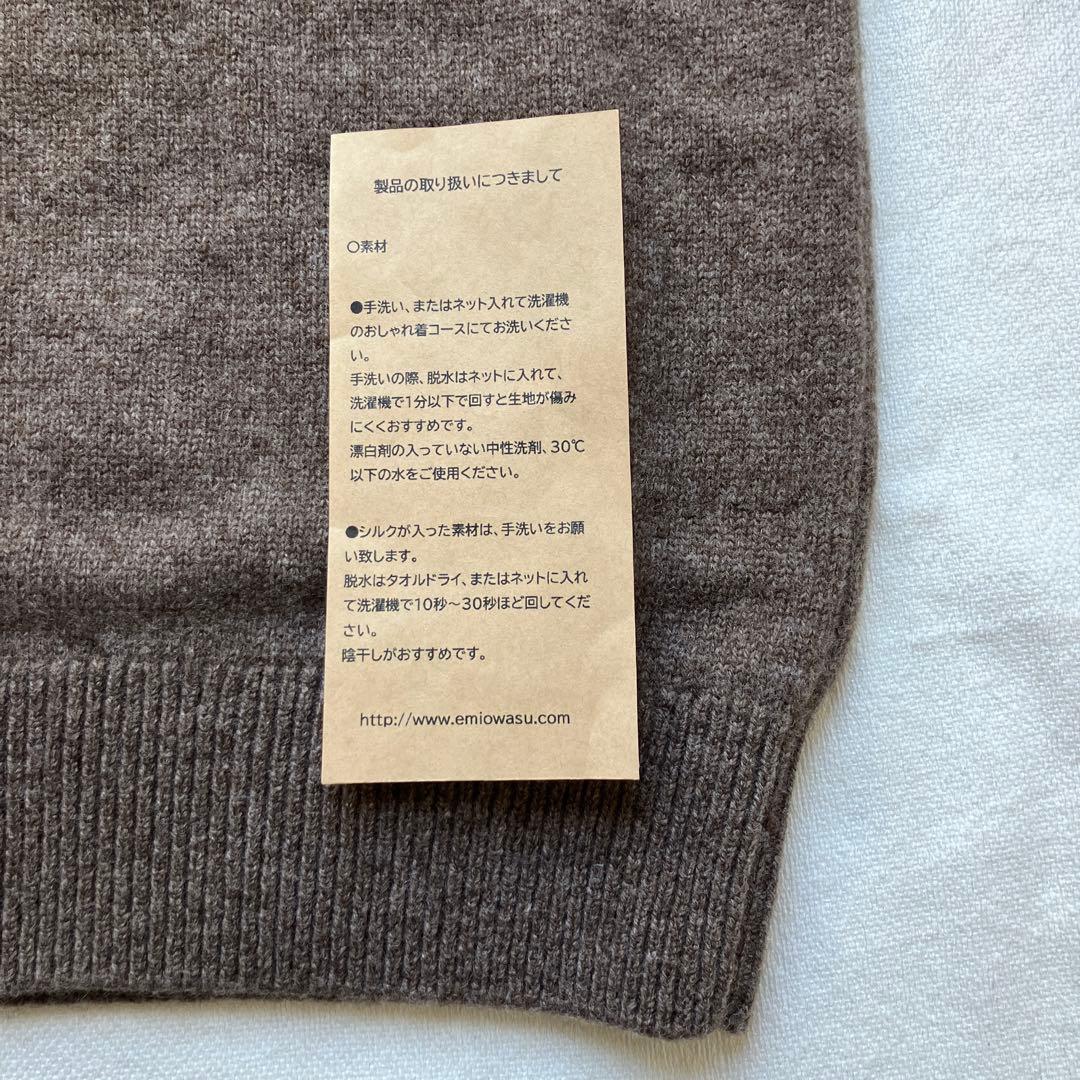 製品の取り扱いにつきまして
〇素材
●手洗い、またはネット入れて洗濯機
のおしゃれ着コースにてお洗いくださ
い。
手洗いの際、脱水はネットに入れて、
洗濯機で1分以下で回すと生地が傷み
にくくおすすめです。
漂白剤の入っていない中性洗剤、30℃
以下の水をご使用ください。
●シルクが入った素材は、手洗いをお願
い致します。
脱水はタオルドライ、またはネットに入れ
て洗濯機で10秒～30秒ほど回してくだ
さい。
陰干しがおすすめです。
http://www.emiowasu.com